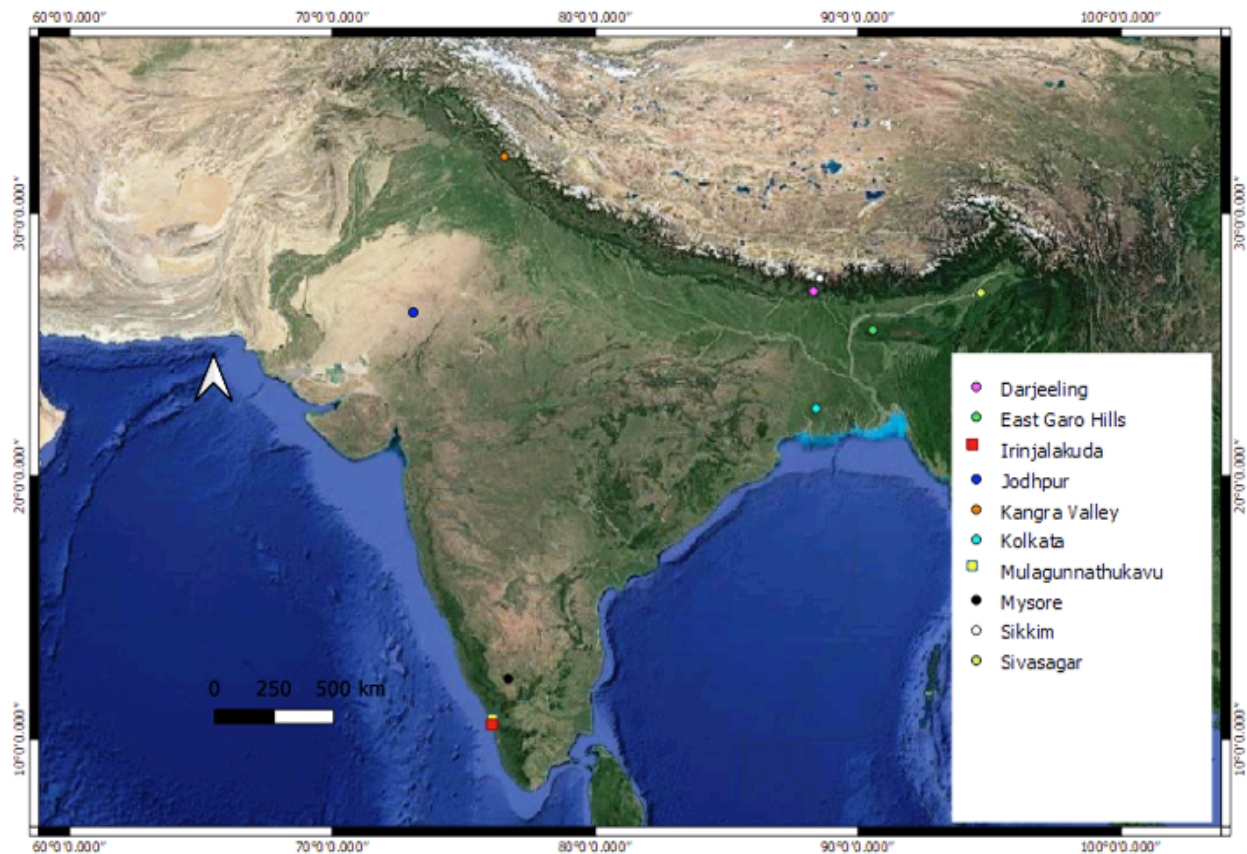 60°0'0.000" 70°0'0.000" 80°0'0.000" 90°0'0.000" 100°0'0.000"
30°0'0.000" 30°0'0.000"
20°0'0.000" 20°0'0.000"
10°0'0.000" 10°0'0.000"
Darjeeling
East Garo Hills
Irinjalakuda
Jodhpur
Kangra Valley
Kolkata
Mulagunnathukavu
Mysore
Sikkim
Sivasagar
0 250 500 km
60°0'0.000" 70°0'0.000" 80°0'0.000" 90°0'0.000" 100°0'0.000"